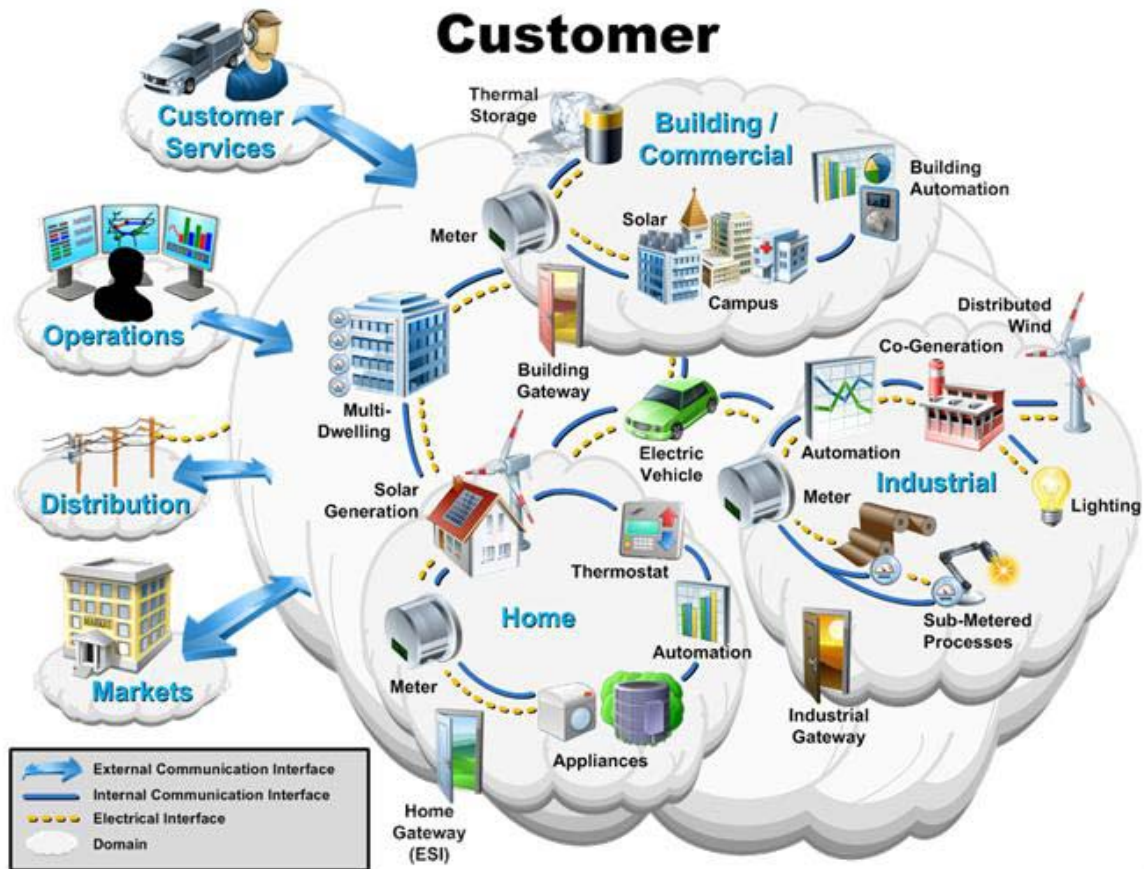 Customer
Customer
Services
Operations
Distribution
Markets
Thermal
Storage
Building /
Commercial
Building
Automation
Meter
Solar
Campus
Building
Gateway
Multi-
Dwelling
Electric
Vehicle
Distributed
Wind
Co-Generation
Automation
Industrial
Meter
Lighting
Sub-Metered
Processes
Industrial
Gateway
Solar
Generation
Thermostat
Home
Automation
Meter
Appliances
Home
Gateway
(ESI)
External Communication Interface
Internal Communication Interface
Electrical Interface
Domain